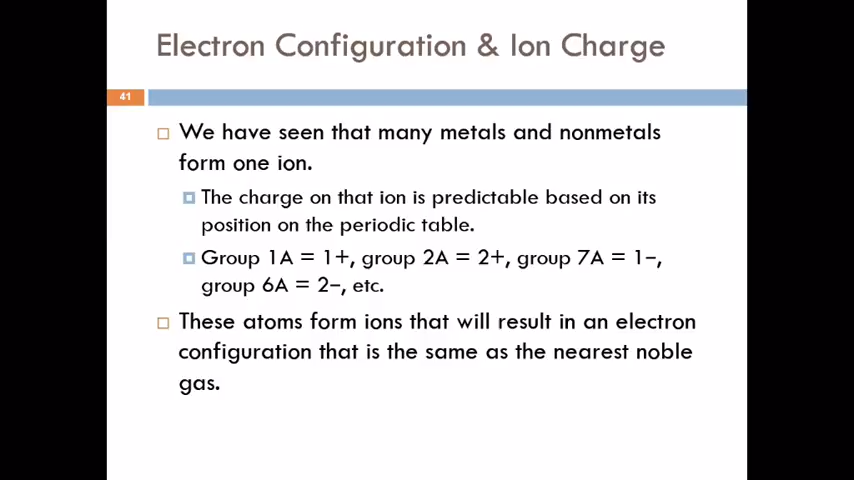 Electron Configuration & Ion Charge
41
We have seen that many metals and nonmetals
form one ion.
The charge on that ion is predictable based on its
position on the periodic table.
Group 1A = 1+, group 2A = 2+, group 7A = 1−,
group 6A = 2−, etc.
These atoms form ions that will result in an electron
configuration that is the same as the nearest noble
gas.